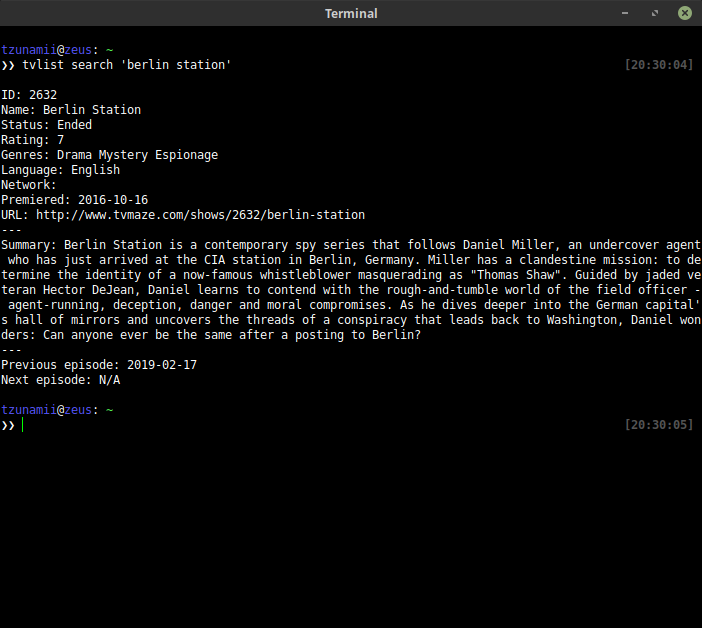 Terminal
tzunamii@zeus: ~
❯❯ tvlist search 'berlin station' [20:30:04]
ID: 2632
Name: Berlin Station
Status: Ended
Rating: 7
Genres: Drama Mystery Espionage
Language: English
Network:
Premiered: 2016-10-16
URL: http://www.tvmaze.com/shows/2632/berlin-station
---
Summary: Berlin Station is a contemporary spy series that follows Daniel Miller, an undercover agent
 who has just arrived at the CIA station in Berlin, Germany. Miller has a clandestine mission: to de
termine the identity of a now-famous whistleblower masquerading as "Thomas Shaw". Guided by jaded ve
teran Hector DeJean, Daniel learns to contend with the rough-and-tumble world of the field officer -
 agent-running, deception, danger and moral compromises. As he dives deeper into the German capital'
s hall of mirrors and uncovers the threads of a conspiracy that leads back to Washington, Daniel won
ders: Can anyone ever be the same after a posting to Berlin?
---
Previous episode: 2019-02-17
Next episode: N/A
tzunamii@zeus: ~
❯❯ [20:30:05]